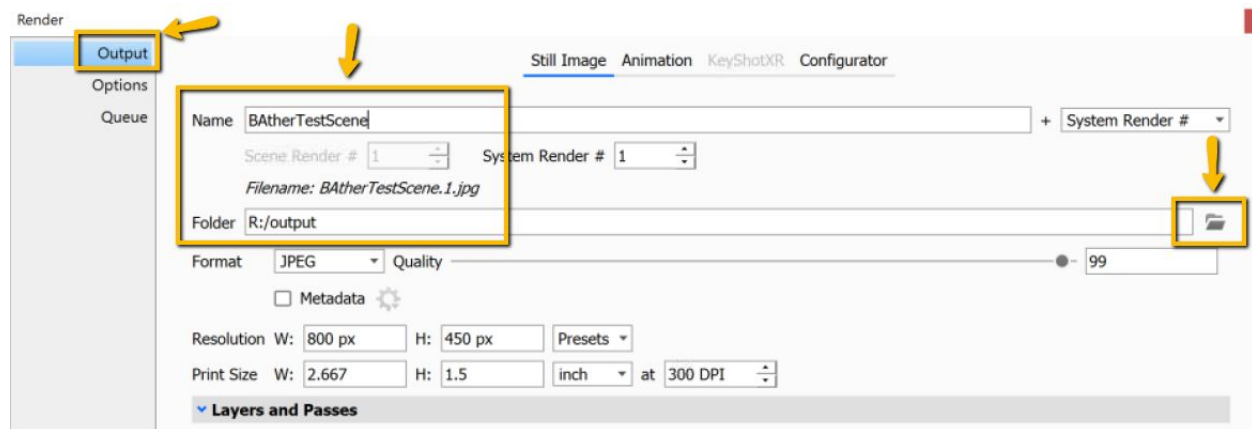 Render
Output
Options
Queue
Still Image Animation KeyShotXR Configurator
Name BAtherTestScene + System Render #
Scene Render # 1 System Render # 1
Filename: BAtherTestScene.1.jpg
Folder R:/output
Format JPEG Quality 99
Metadata
Resolution W: 800 px H: 450 px Presets
Print Size W: 2.667 H: 1.5 inch at 300 DPI
Layers and Passes